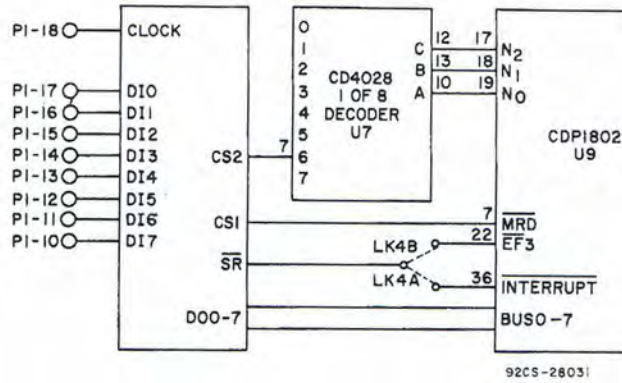 P1-18 CLOCK
P1-17 DI0
P1-16 DI1
P1-15 DI2
P1-14 DI3
P1-13 DI4
P1-12 DI5
P1-11 DI6
P1-10 DI7
CS2
CS1
SR
DO0-7
7
0
1
2
3
4
5
6
7
CD4028
1 OF 8
DECODER
U7
C 12 17 N2
B 13 18 N1
A 10 19 N0
CDP1802
U9
7 MRD
22 EF3
LK4B
LK4A
36 INTERRUPT
BUS0-7
92CS-28031